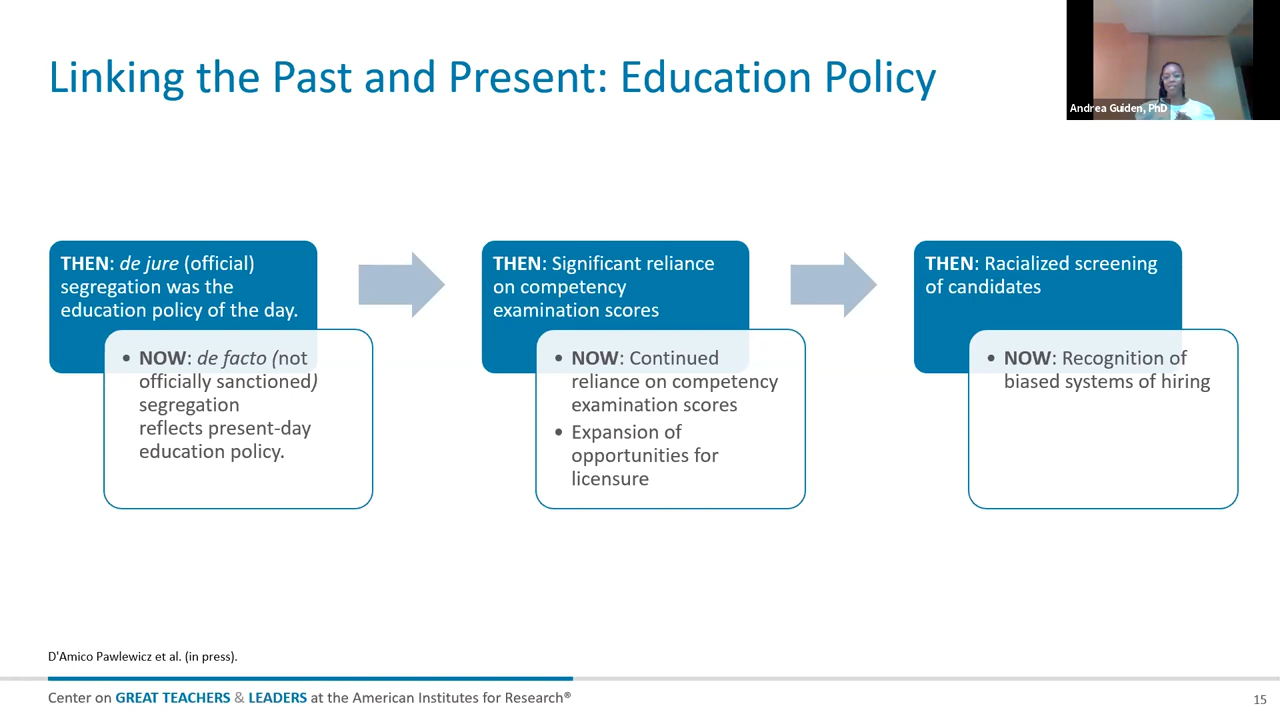 Linking the Past and Present: Education Policy
Andrea Guiden, PhD
THEN: de jure (official)
segregation was the
education policy of the day.
• NOW: de facto (not
officially sanctioned)
segregation
reflects present-day
education policy.
THEN: Significant reliance
on competency
examination scores
• NOW: Continued
reliance on competency
examination scores
• Expansion of
opportunities for
licensure
THEN: Racialized screening
of candidates
• NOW: Recognition of
biased systems of hiring
D'Amico Pawlewicz et al. (in press).
Center on GREAT TEACHERS & LEADERS at the American Institutes for Research®
15